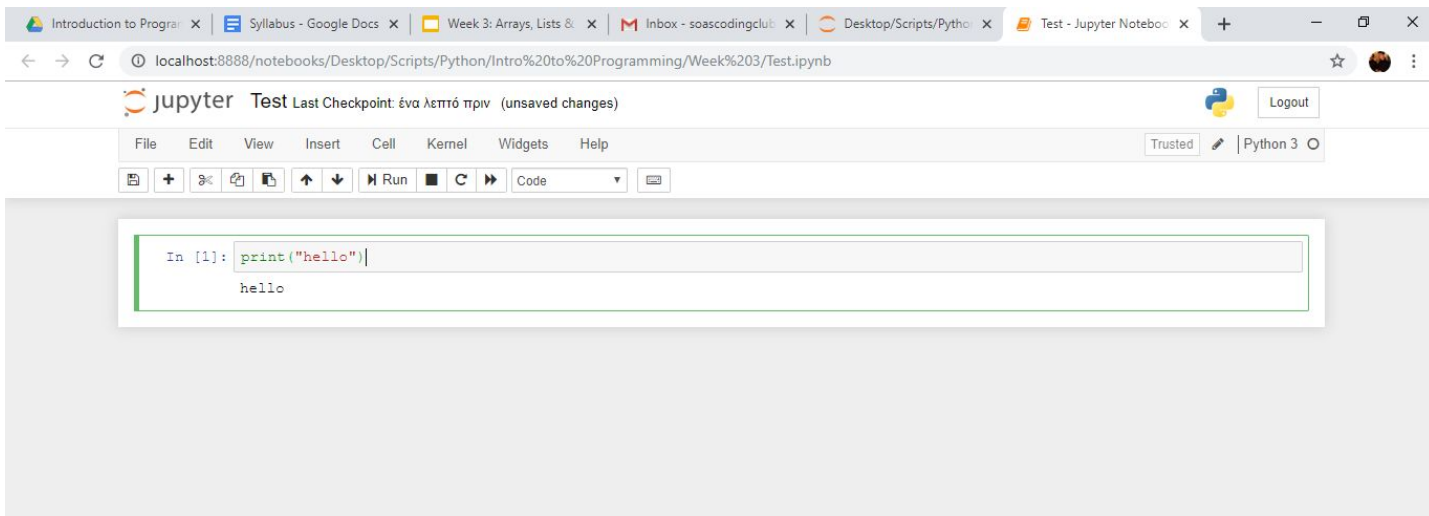 Introduction to Progra
Syllabus - Google Docs
Week 3: Arrays, Lists &
Inbox - soascodingclub
Desktop/Scripts/Pytho
Test - Jupyter Noteboo
localhost:8888/notebooks/Desktop/Scripts/Python/Intro%20to%20Programming/Week%203/Test.ipynb
jupyter Test Last Checkpoint: ένα λεπτό πριν (unsaved changes)
Logout
File Edit View Insert Cell Kernel Widgets Help
Trusted Python 3
Run Code
In [1]: print("hello")
hello